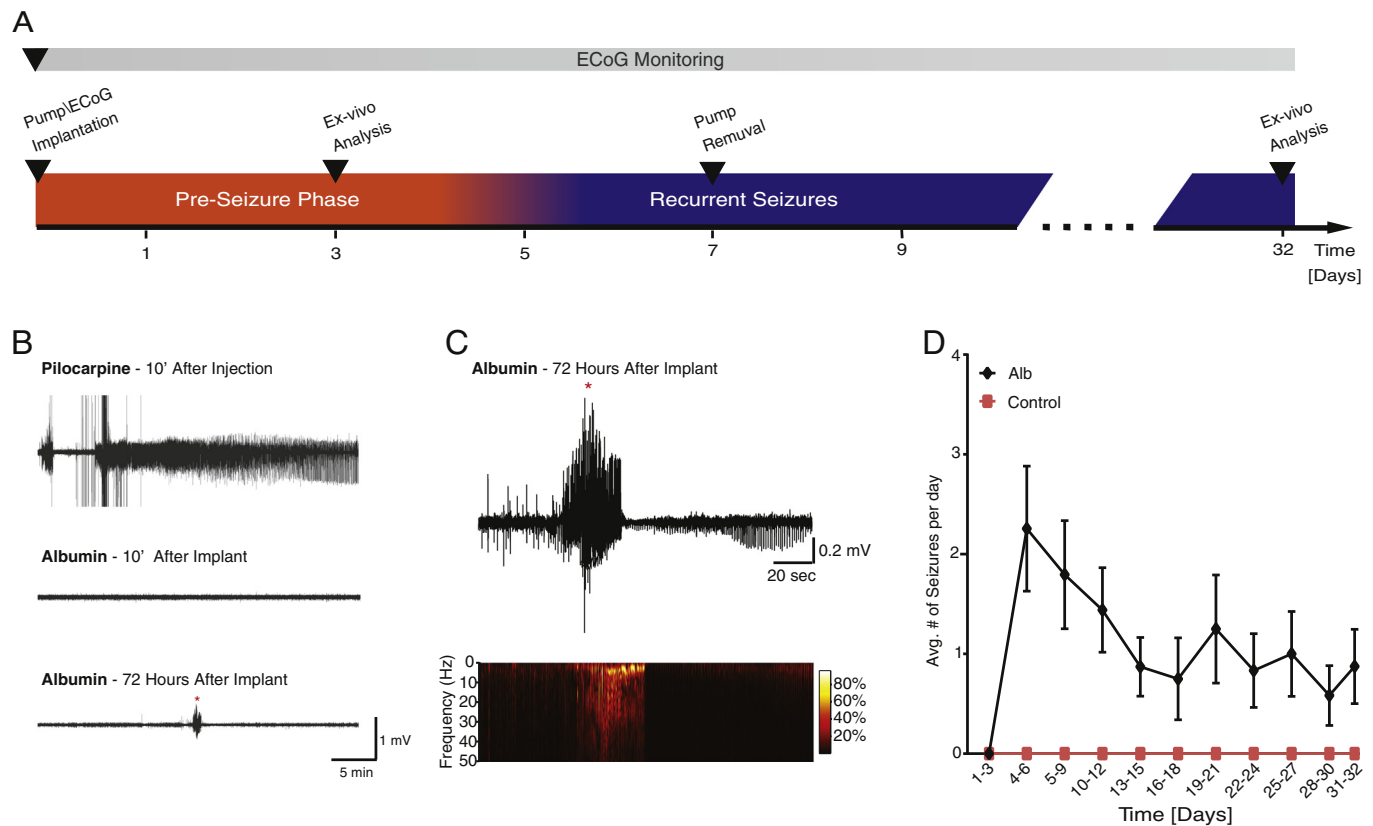 A
ECoG Monitoring
Pump\ECoG
Implantation
Ex-vivo
Analysis
Pump
Remuval
Ex-vivo
Analysis
Pre-Seizure Phase
Recurrent Seizures
1
3
5
7
9
32
Time
[Days]
B
Pilocarpine - 10' After Injection
Albumin - 10' After Implant
Albumin - 72 Hours After Implant
*
1 mV
5 min
C
Albumin - 72 Hours After Implant
*
0.2 mV
20 sec
Frequency (Hz)
0
10
20
30
40
50
80%
60%
40%
20%
D
Alb
Control
Avg. # of Seizures per day
4
3
2
1
0
1-3
4-6
5-9
10-12
13-15
16-18
19-21
22-24
25-27
28-30
31-32
Time [Days]